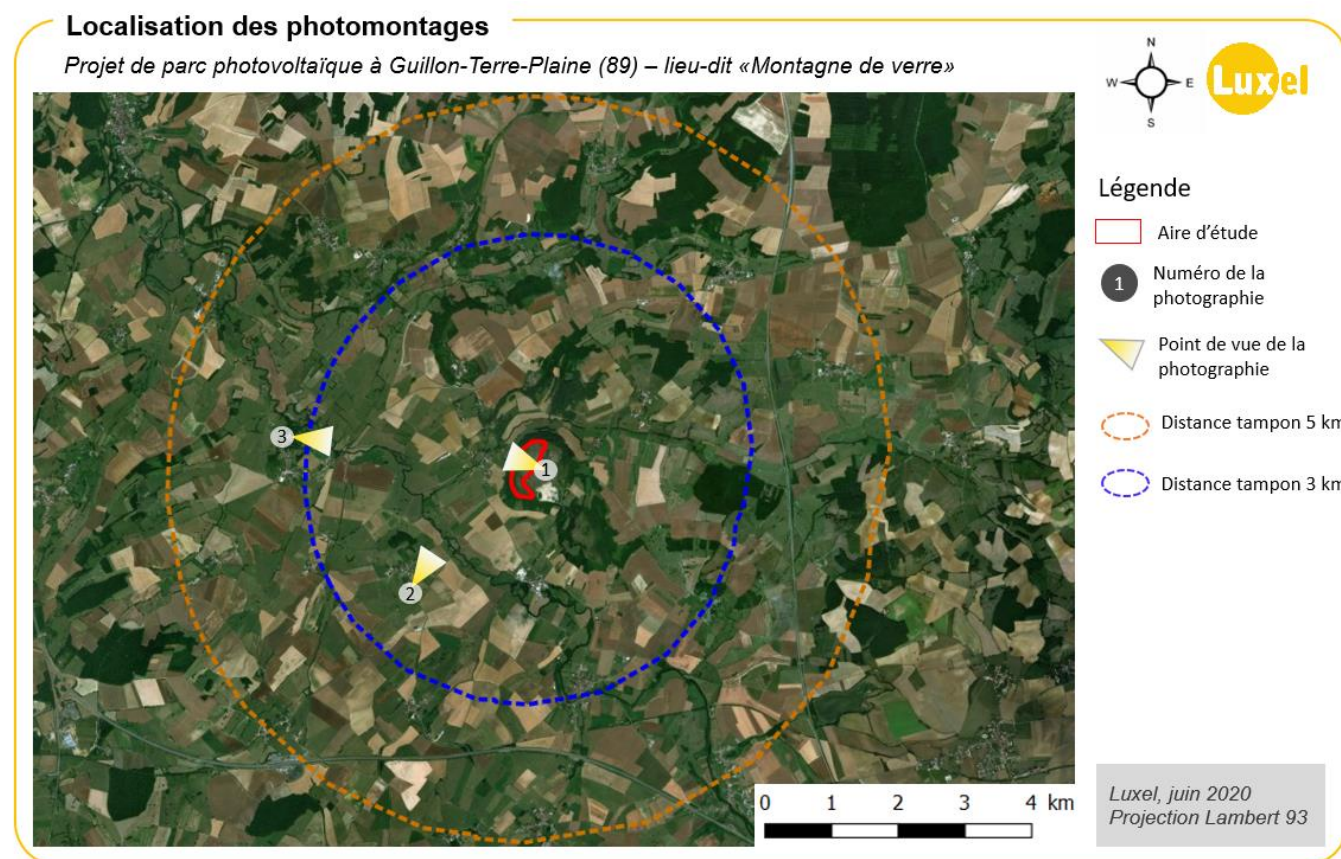 Localisation des photomontages
Projet de parc photovoltaïque à Guillon-Terre-Plaine (89) – lieu-dit «Montagne de verre»
N
W
E
S
Luxel
Légende
Aire d'étude
1
Numéro de la
photographie
Point de vue de la
photographie
Distance tampon 5 km
Distance tampon 3 km
3
1
2
0 1 2 3 4 km
Luxel, juin 2020
Projection Lambert 93